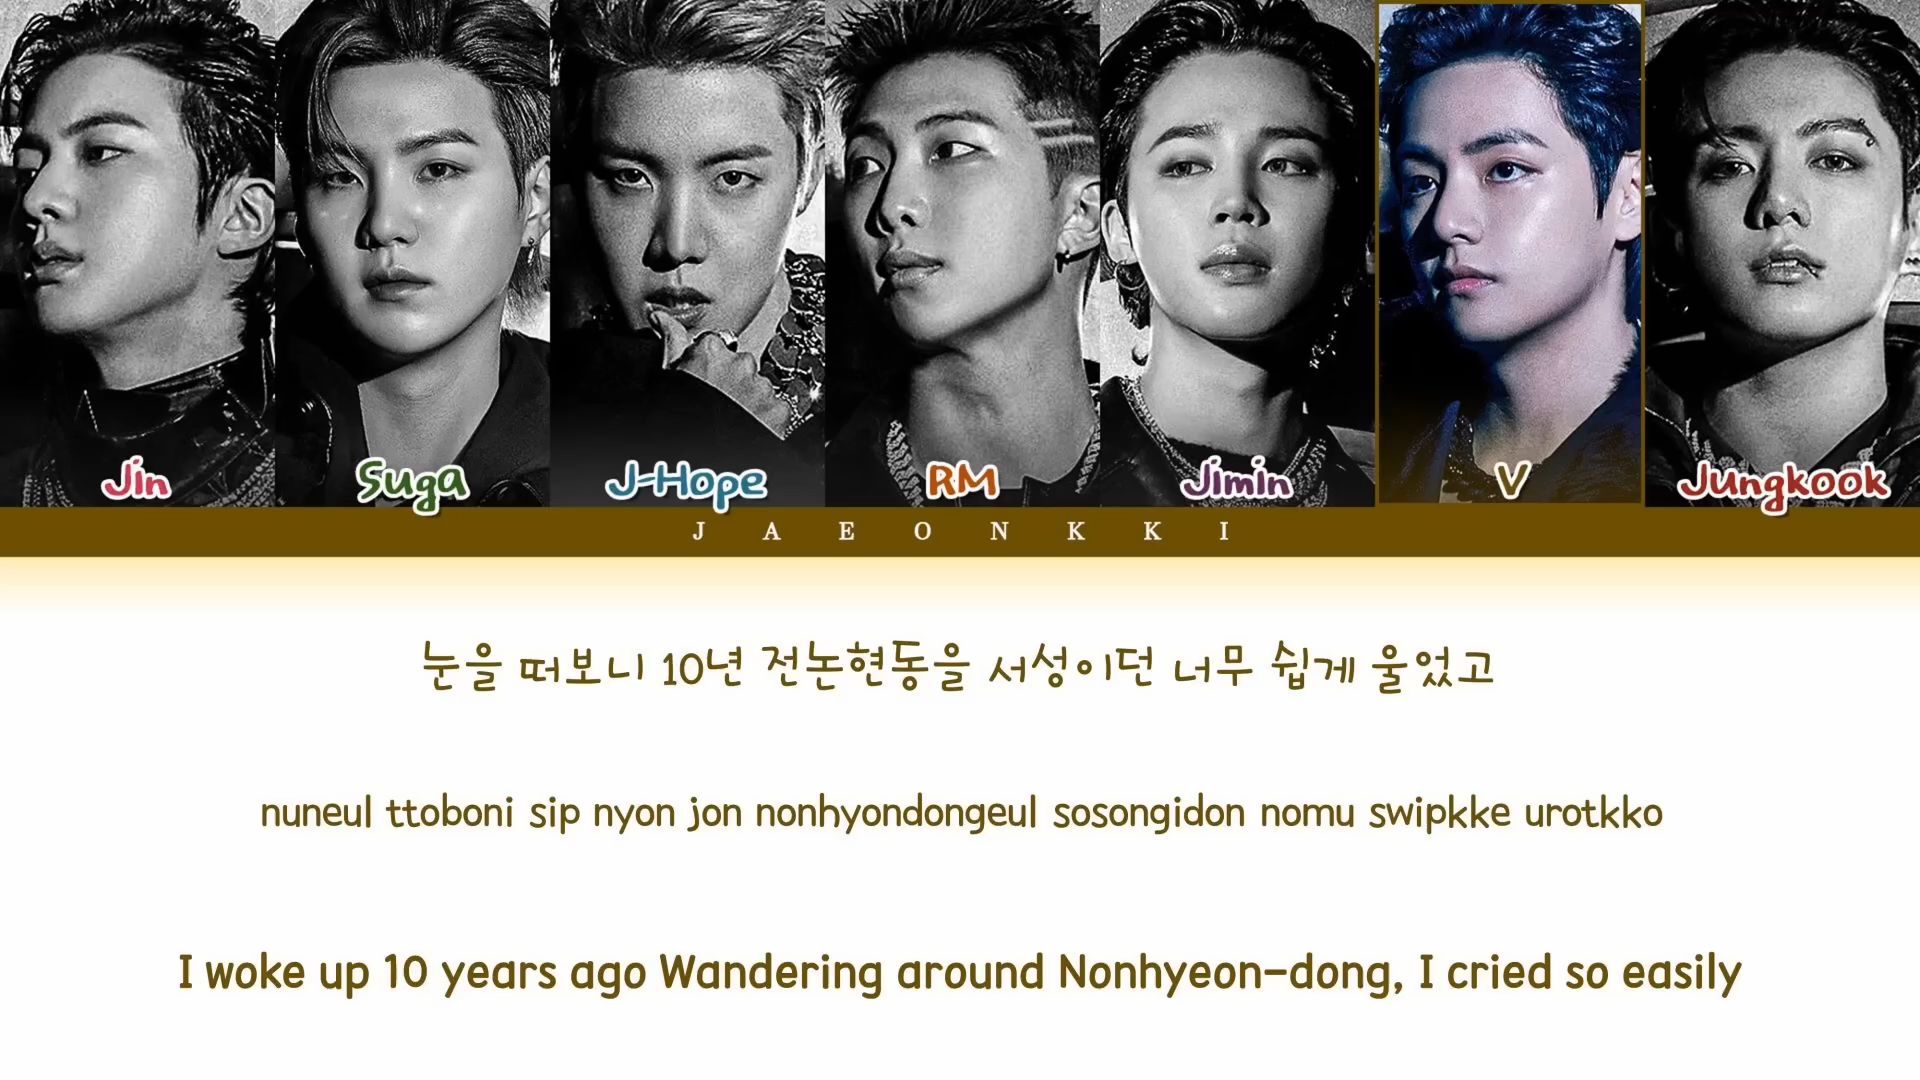 Jin Suga J-Hope RM Jimin V Jungkook
JAEONKKI
눈을 떠보니 10년 전논현동을 서성이던 너무 쉽게 울었고
nuneul ttoboni sip nyon jon nonhyondongeul sosongidon nomu swipkke urotkko
I woke up 10 years ago Wandering around Nonhyeon-dong, I cried so easily